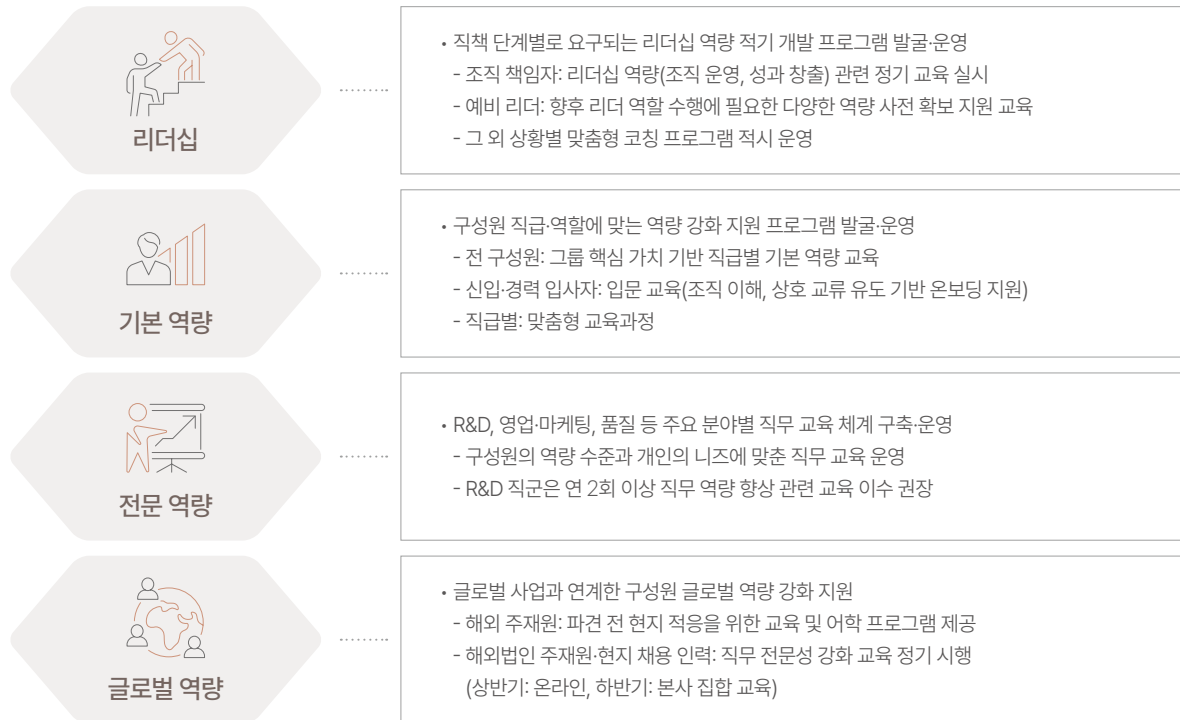 리더십
• 직책 단계별로 요구되는 리더십 역량 적기 개발 프로그램 발굴·운영
- 조직 책임자: 리더십 역량(조직 운영, 성과 창출) 관련 정기 교육 실시
- 예비 리더: 향후 리더 역할 수행에 필요한 다양한 역량 사전 확보 지원 교육
- 그 외 상황별 맞춤형 코칭 프로그램 적시 운영
기본 역량
• 구성원 직급·역할에 맞는 역량 강화 지원 프로그램 발굴·운영
- 전 구성원: 그룹 핵심 가치 기반 직급별 기본 역량 교육
- 신입·경력 입사자: 입문 교육(조직 이해, 상호 교류 유도 기반 온보딩 지원)
- 직급별: 맞춤형 교육과정
전문 역량
• R&D, 영업·마케팅, 품질 등 주요 분야별 직무 교육 체계 구축·운영
- 구성원의 역량 수준과 개인의 니즈에 맞춘 직무 교육 운영
- R&D 직군은 연 2회 이상 직무 역량 향상 관련 교육 이수 권장
글로벌 역량
• 글로벌 사업과 연계한 구성원 글로벌 역량 강화 지원
- 해외 주재원: 파견 전 현지 적응을 위한 교육 및 어학 프로그램 제공
- 해외법인 주재원·현지 채용 인력: 직무 전문성 강화 교육 정기 시행
(상반기: 온라인, 하반기: 본사 집합 교육)